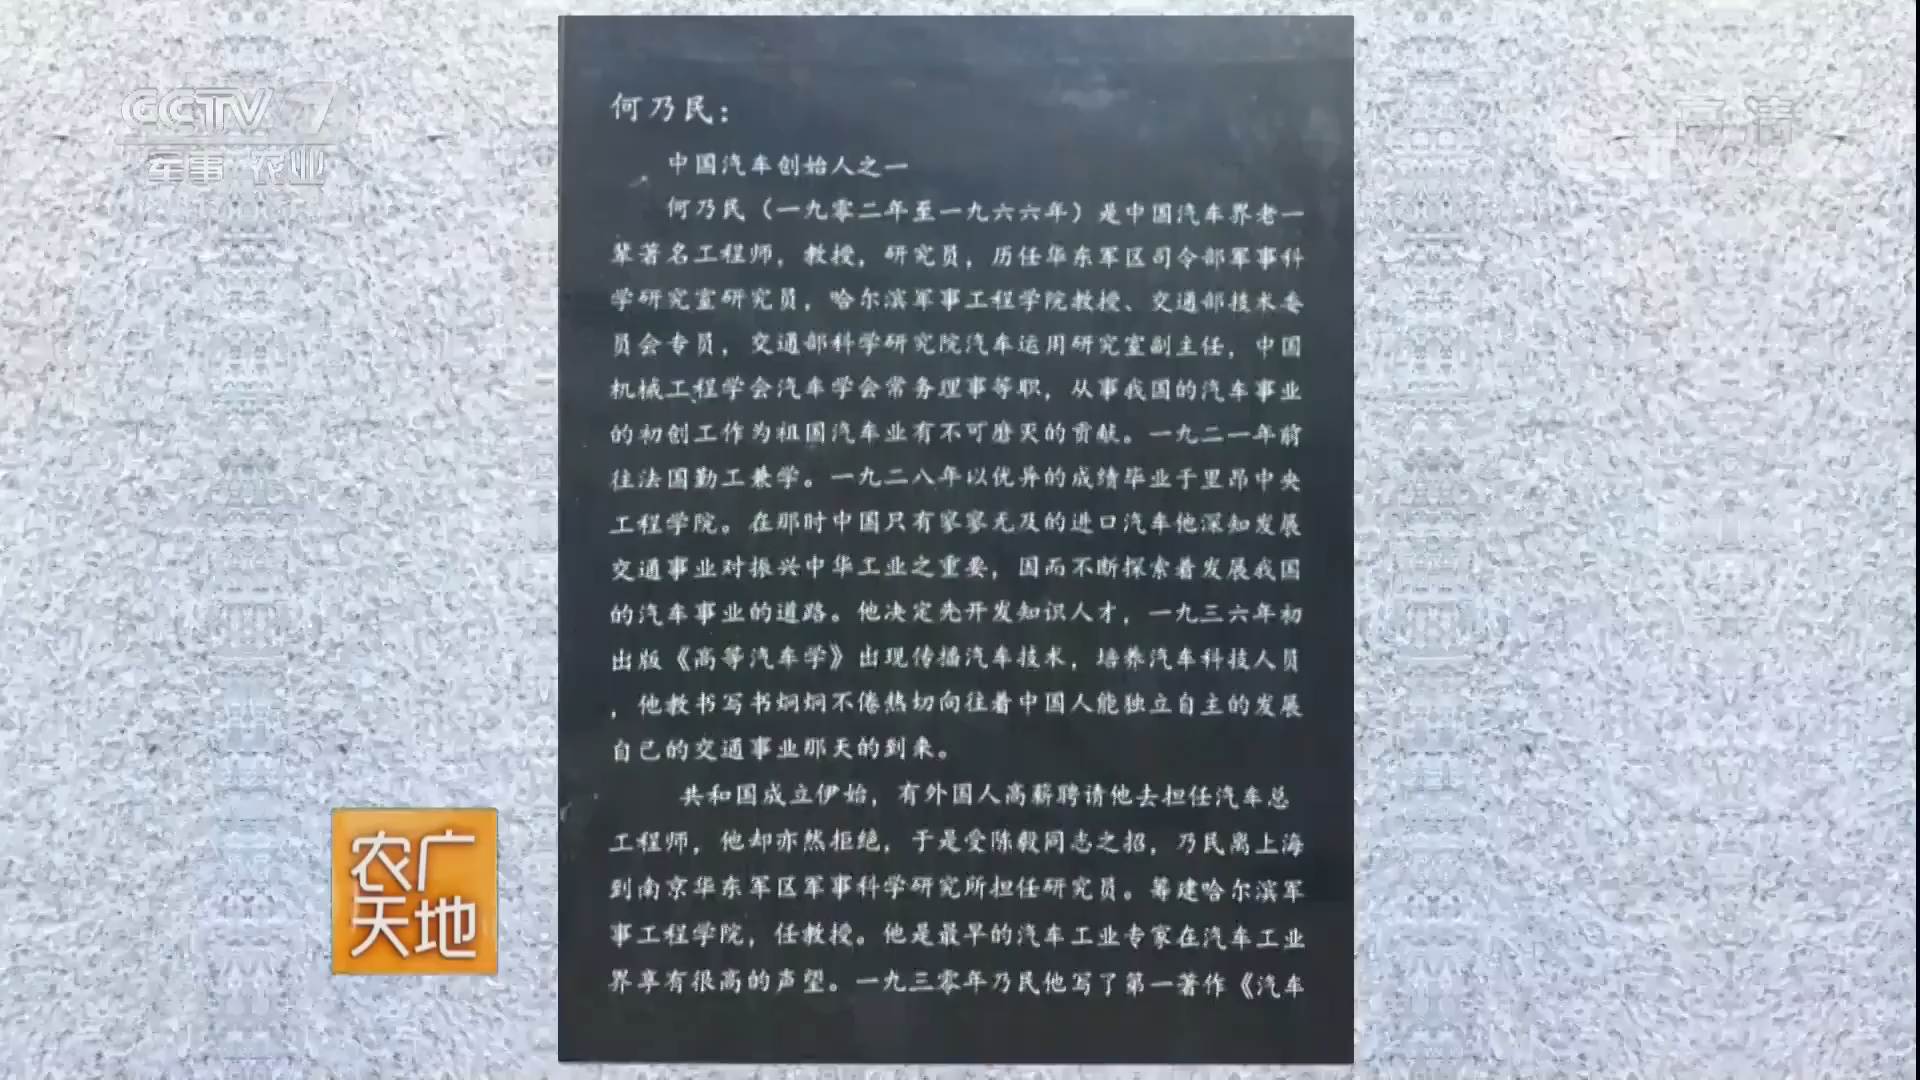 CCTV 7
军事·农业
高清
何乃民：
中国汽车创始人之一
何乃民（一九零二年至一九六六年）是中国汽车界老一
辈著名工程师，教授，研究员，历任华东军区司令部军事科
学研究室研究员，哈尔滨军事工程学院教授、交通部技术委
员会专员，交通部科学研究院汽车运用研究室副主任，中国
机械工程学会汽车学会常务理事等职，从事我国的汽车事业
的初创工作为祖国汽车业有不可磨灭的贡献。一九二一年前
往法国勤工兼学。一九二八年以优异的成绩毕业于里昂中央
工程学院。在那时中国只有寥寥无及的进口汽车他深知发展
交通事业对振兴中华工业之重要，因而不断探索着发展我国
的汽车事业的道路。他决定先开发知识人才，一九三六年初
出版《高等汽车学》出现传播汽车技术，培养汽车科技人员
，他教书写书炯炯不倦热切向往着中国人能独立自主的发展
自己的交通事业那天的到来。
共和国成立伊始，有外国人高薪聘请他去担任汽车总
工程师，他却亦然拒绝，于是受陈毅同志之招，乃民离上海
到南京华东军区军事科学研究所担任研究员。筹建哈尔滨军
事工程学院，任教授。他是最早的汽车工业专家在汽车工业
界享有很高的声望。一九三零年乃民他写了第一著作《汽车
农广
天地